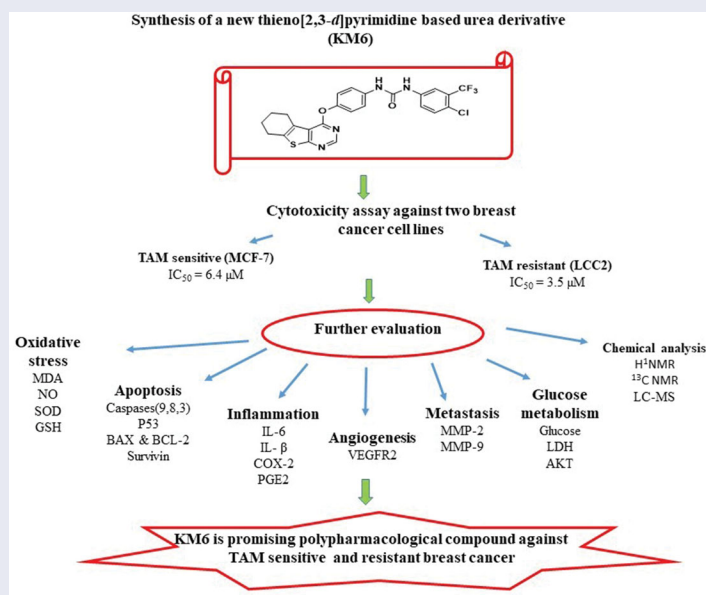 Synthesis of a new thieno[2,3-d]pyrimidine based urea derivative
(KM6)
H
N
H
N
O
CF3
Cl
O
N
N
S
Cytotoxicity assay against two breast
cancer cell lines
TAM sensitive (MCF-7)
IC50 = 6.4 µM
TAM resistant (LCC2)
IC50 = 3.5 µM
Further evaluation
Oxidative
stress
MDA
NO
SOD
GSH
Apoptosis
Caspases(9,8,3)
P53
BAX & BCL-2
Survivin
Inflammation
IL-6
IL- β
COX-2
PGE2
Angiogenesis
VEGFR2
Metastasis
MMP-2
MMP-9
Glucose
metabolism
Glucose
LDH
AKT
Chemical analysis
H1NMR
13C NMR
LC-MS
KM6 is promising polypharmacological compound against
TAM sensitive and resistant breast cancer